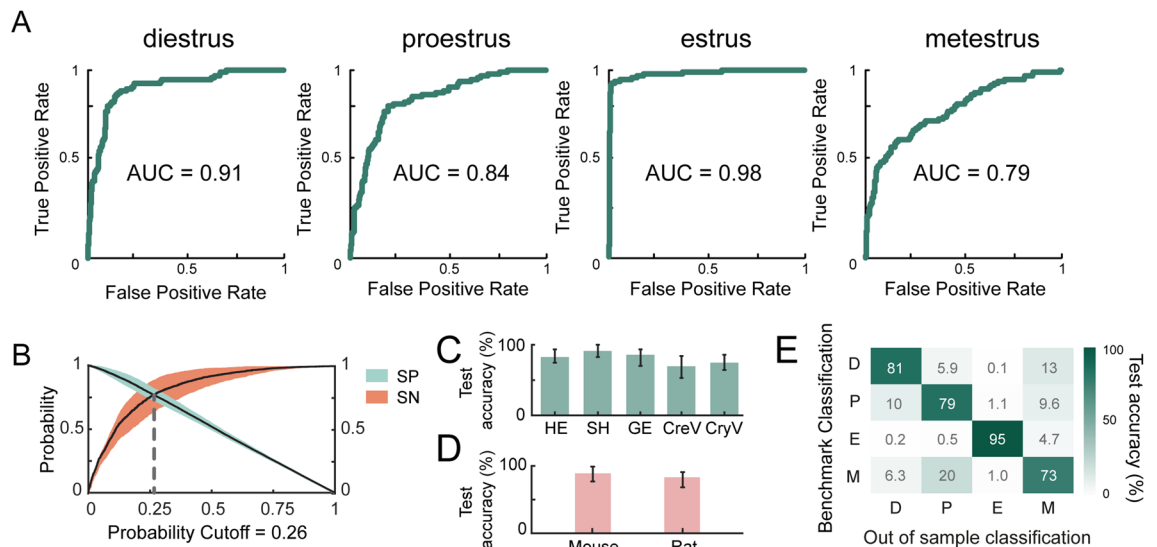 A
diestrus
proestrus
estrus
metestrus
True Positive Rate
1
0.5
0
AUC = 0.91
0.5
1
False Positive Rate
True Positive Rate
1
0.5
0
AUC = 0.84
0.5
1
False Positive Rate
True Positive Rate
1
0.5
0
AUC = 0.98
0.5
1
False Positive Rate
True Positive Rate
1
0.5
0
AUC = 0.79
0.5
1
False Positive Rate
B
Probability
1
0.5
0
1
0.5
0
0
0.25
0.5
0.75
1
Probability Cutoff = 0.26
SP
SN
C
Test
accuracy (%)
100
0
HE SH GE CreV CryV
D
Test
accuracy (%)
100
0
Mouse Rat
E
Benchmark Classification
D 81 5.9 0.1 13
P 10 79 1.1 9.6
E 0.2 0.5 95 4.7
M 6.3 20 1.0 73
D P E M
Out of sample classification
100
50
0
Test accuracy (%)